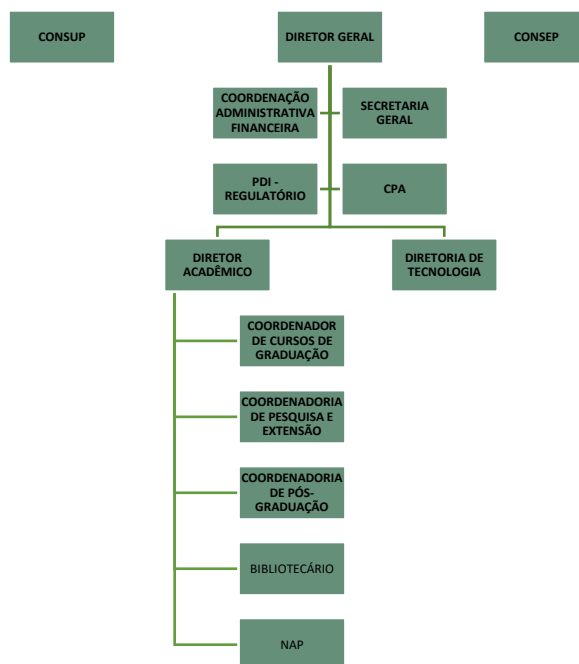 CONSUP
DIRETOR GERAL
CONSEP
COORDENAÇÃO
ADMINISTRATIVA
FINANCEIRA
SECRETARIA
GERAL
PDI -
REGULATÓRIO
CPA
DIRETOR
ACADÊMICO
DIRETORIA DE
TECNOLOGIA
COORDENADOR
DE CURSOS DE
GRADUAÇÃO
COORDENADORIA
DE PESQUISA E
EXTENSÃO
COORDENADORIA
DE PÓS-
GRADUAÇÃO
BIBLIOTECÁRIO
NAP